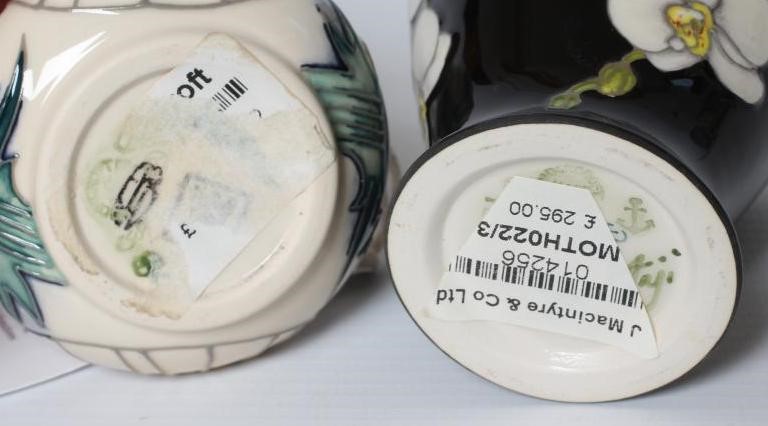 oft
J Macintyre & Co Ltd
014256
MOTH022/3
£ 295.00